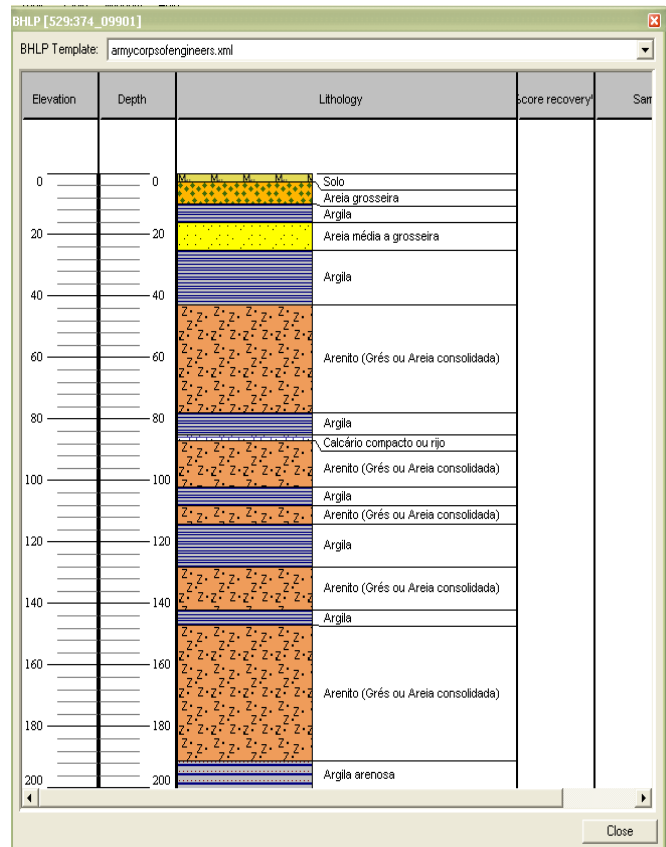 BHLP [529:374_09901]
BHLP Template: armycorpsofengineers.xml
Elevation Depth Lithology
0 0 Solo
Areia grosseira
Argila
20 20 Areia média a grosseira
Argila
40 40
60 60 Arenito (Grés ou Areia consolidada)
80 80 Argila
Calcário compacto ou rijo
Arenito (Grés ou Areia consolidada)
100 100
Argila
Arenito (Grés ou Areia consolidada)
120 120 Argila
Arenito (Grés ou Areia consolidada)
140 140
Argila
160 160
Arenito (Grés ou Areia consolidada)
180 180
200 200 Argila arenosa
Close